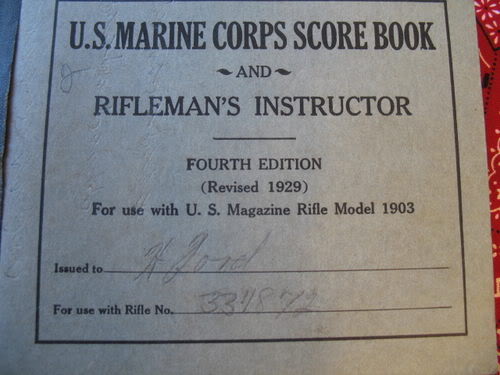 U.S. MARINE CORPS SCORE BOOK
AND
RIFLEMAN'S INSTRUCTOR
FOURTH EDITION
(Revised 1929)
For use with U. S. Magazine Rifle Model 1903
Issued to H
For use with Rifle No. 334872